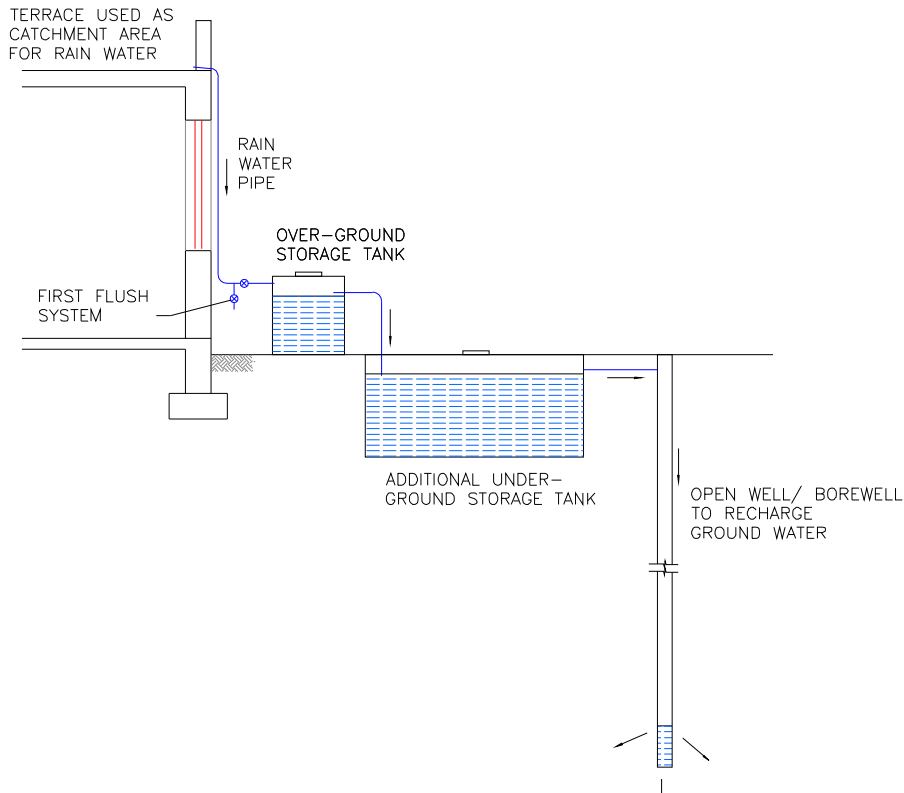 TERRACE USED AS
CATCHMENT AREA
FOR RAIN WATER
RAIN
WATER
PIPE
OVER-GROUND
STORAGE TANK
FIRST FLUSH
SYSTEM
ADDITIONAL UNDER-
GROUND STORAGE TANK
OPEN WELL/ BOREWELL
TO RECHARGE
GROUND WATER